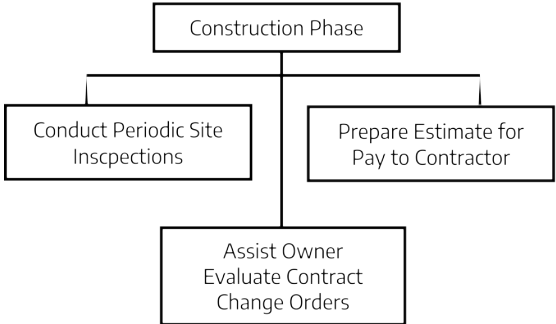 Construction Phase
Conduct Periodic Site
Inscpections
Prepare Estimate for
Pay to Contractor
Assist Owner
Evaluate Contract
Change Orders